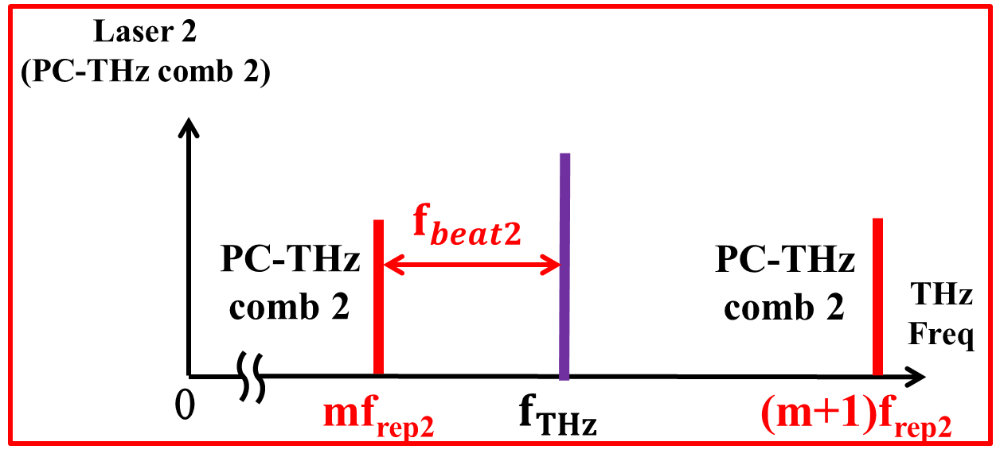 Laser 2
(PC-THz comb 2)
f_beat2
PC-THz
comb 2
PC-THz
comb 2
THz
Freq
0
mf_rep2
f_THz
(m+1)f_rep2